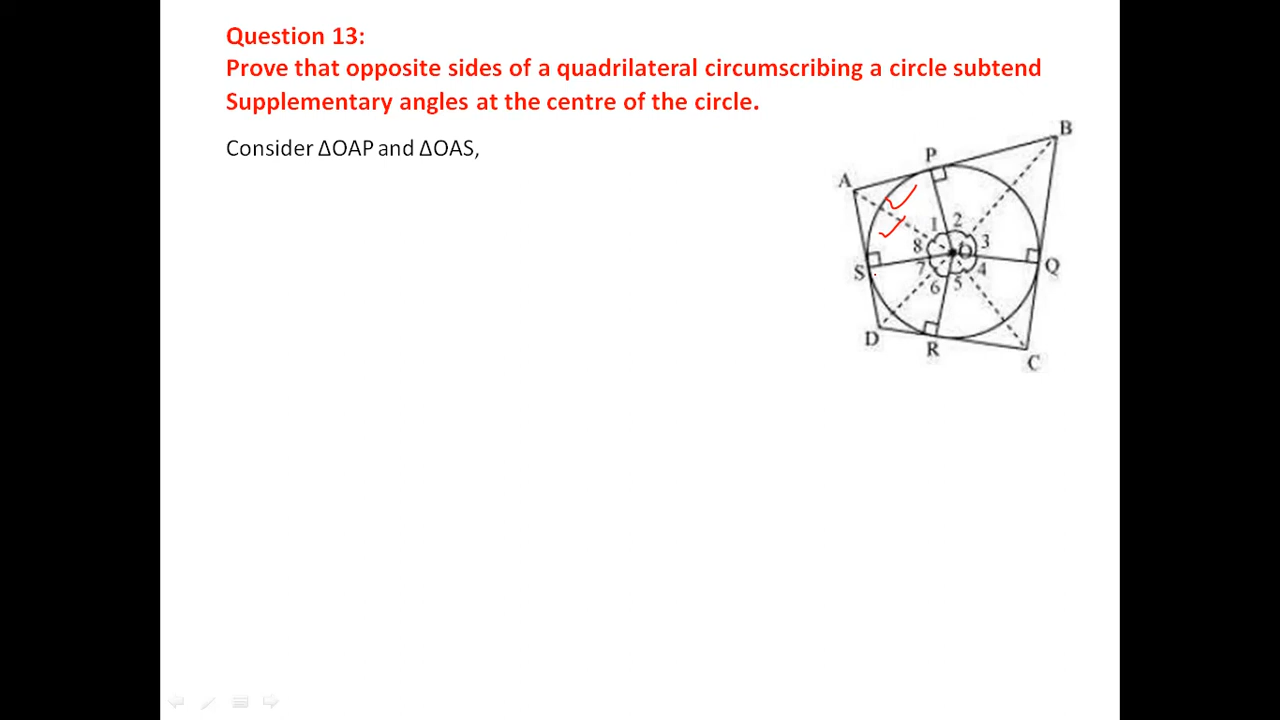 Question 13:
Prove that opposite sides of a quadrilateral circumscribing a circle subtend
Supplementary angles at the centre of the circle.
Consider ΔOAP and ΔOAS,
B
P
A
1 2
8 O 3
S 7 4 Q
6 5
D
R
C